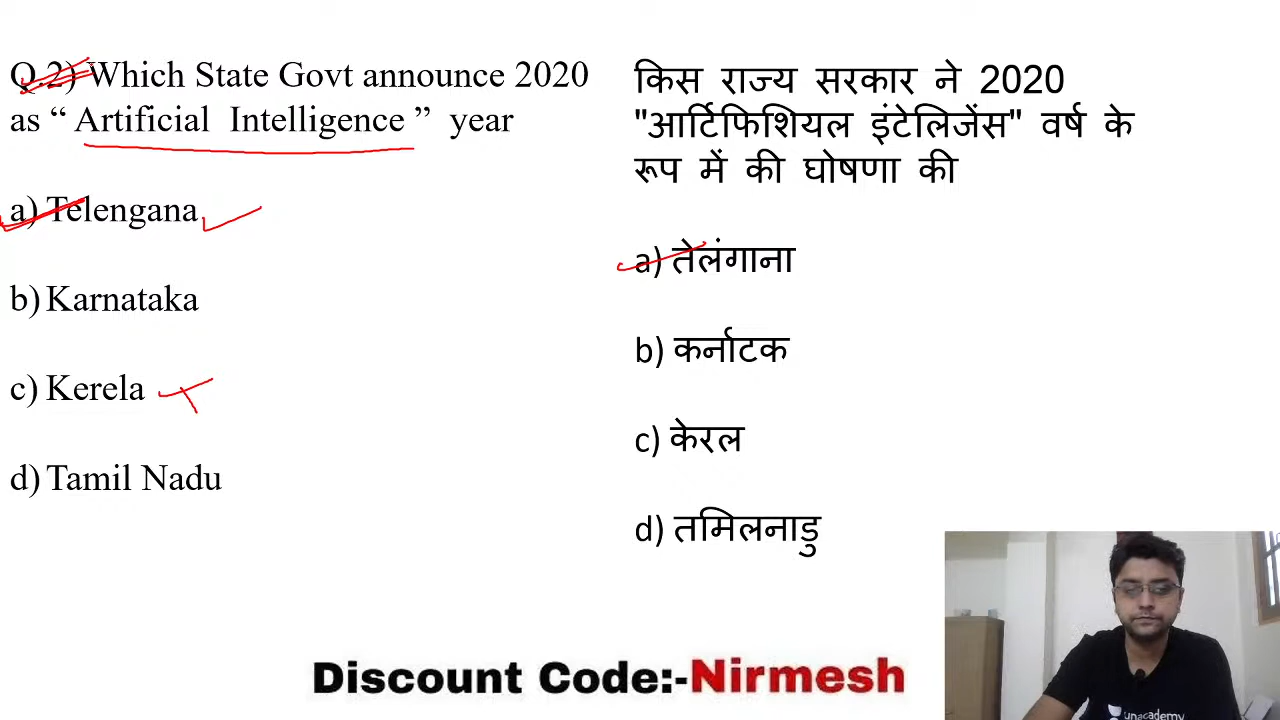 Q.2) Which State Govt announce 2020
as “ Artificial Intelligence ” year
a) Telengana
b) Karnataka
c) Kerela
d) Tamil Nadu
किस राज्य सरकार ने 2020
"आर्टिफिशियल इंटेलिजेंस" वर्ष के
रूप में की घोषणा की
a) तेलंगाना
b) कर्नाटक
c) केरल
d) तमिलनाडु
Discount Code:-Nirmesh
unacademy